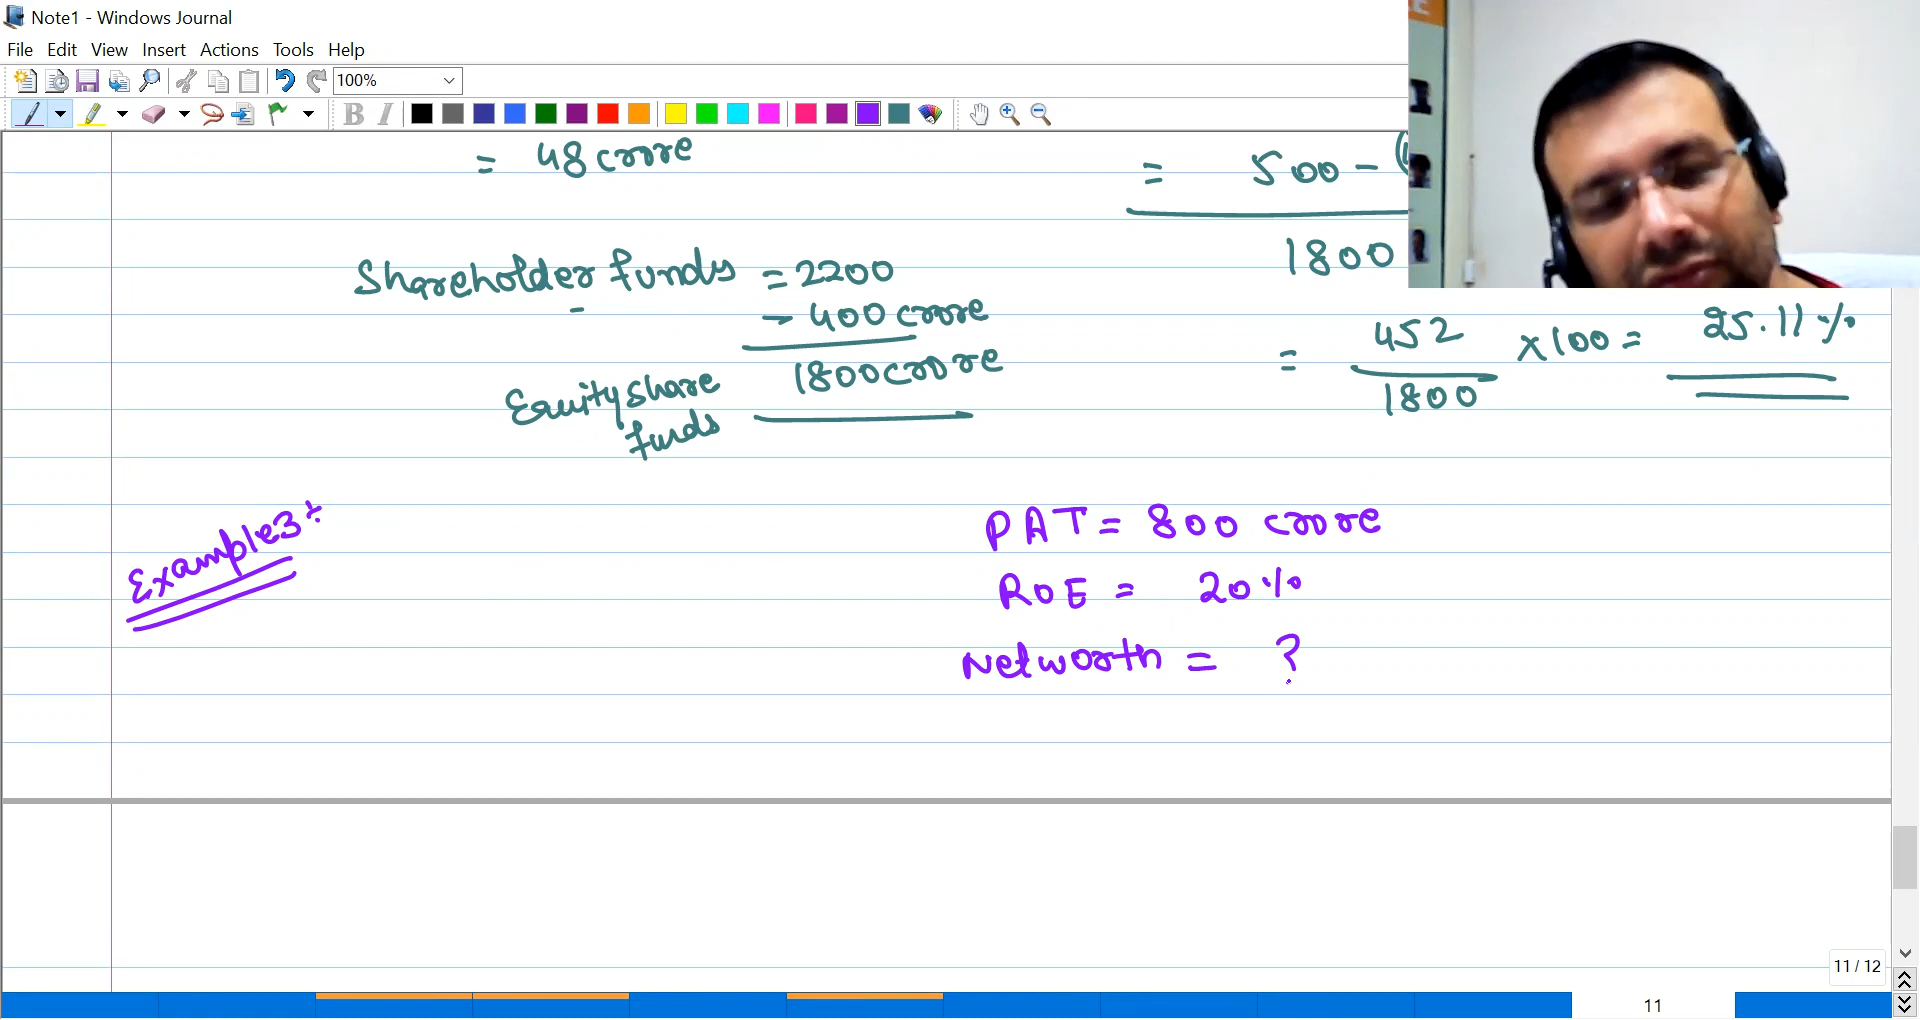 Note1 - Windows Journal
File Edit View Insert Actions Tools Help
100%
B I
= 48 crore
= 500 - (
1800
Shareholder funds = 2200
- 400 crore
Equity share funds 1800 crore
= 452 / 1800 x 100 = 25.11%
Example 3 :
PAT = 800 crore
ROE = 20%
Networth = ?
11 / 12
11